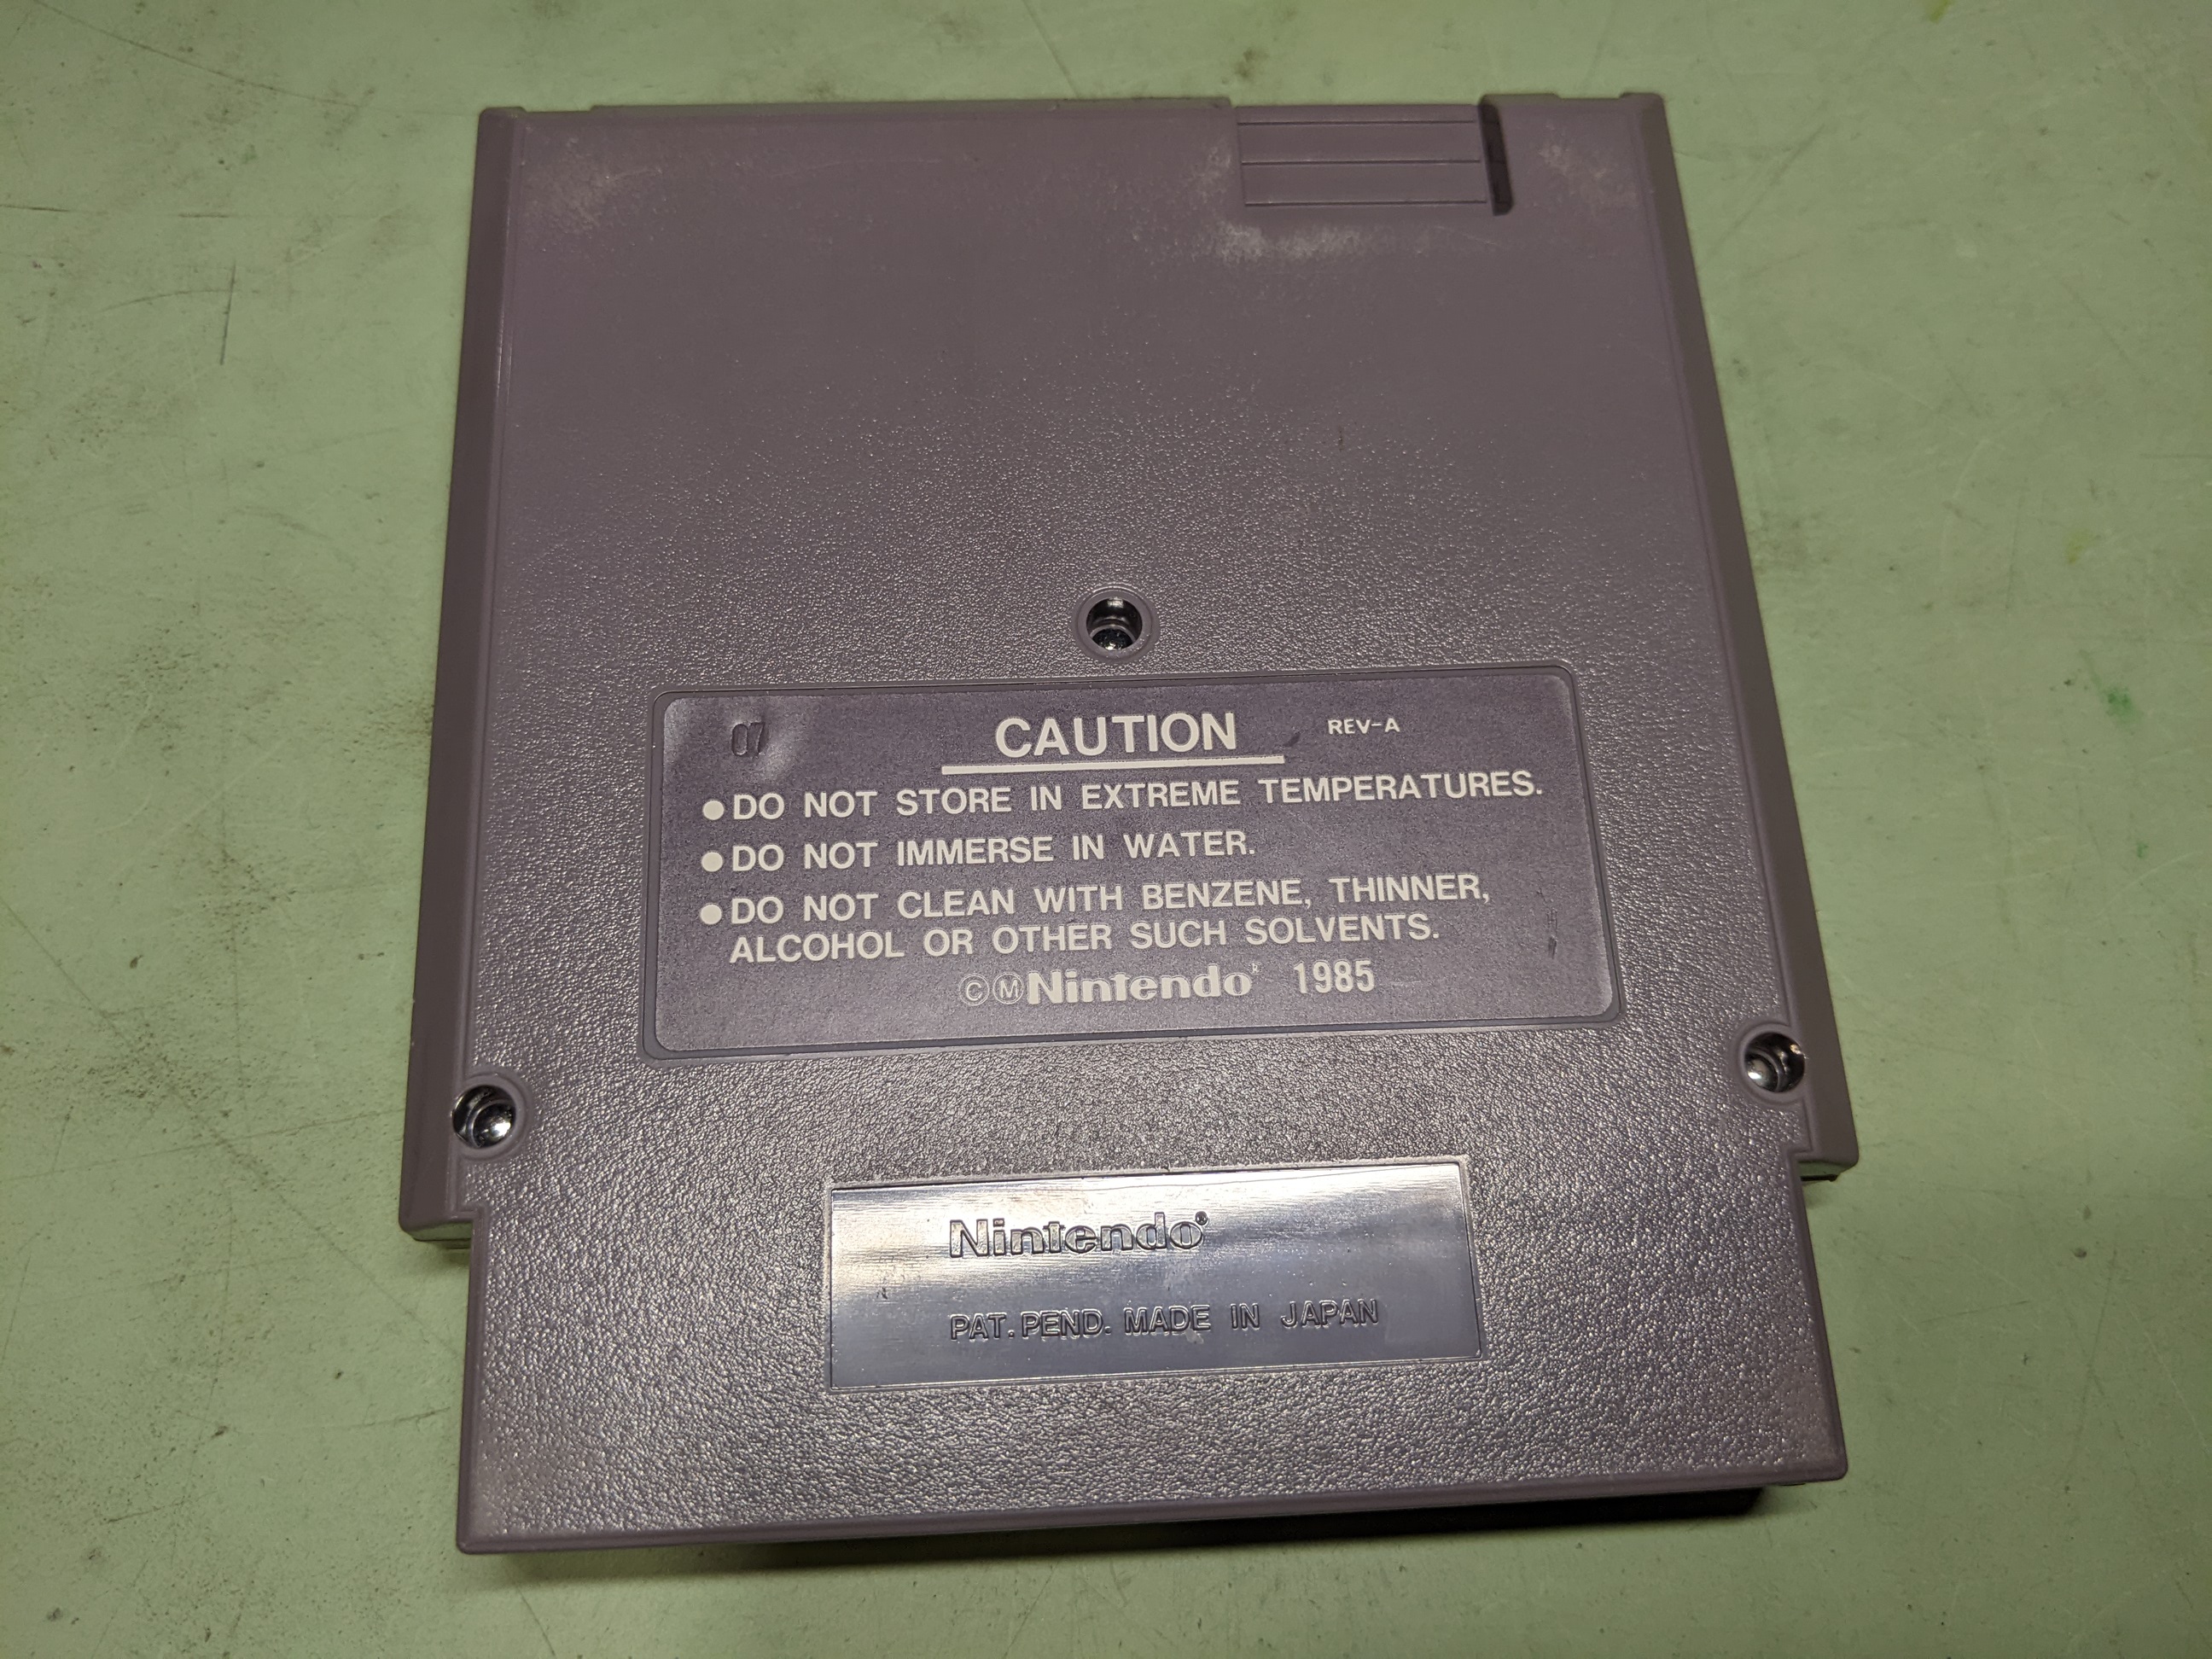 07
CAUTION REV-A
● DO NOT STORE IN EXTREME TEMPERATURES.
● DO NOT IMMERSE IN WATER.
● DO NOT CLEAN WITH BENZENE, THINNER,
ALCOHOL OR OTHER SUCH SOLVENTS.
©ⓂNintendo® 1985
Nintendo®
PAT. PEND. MADE IN JAPAN